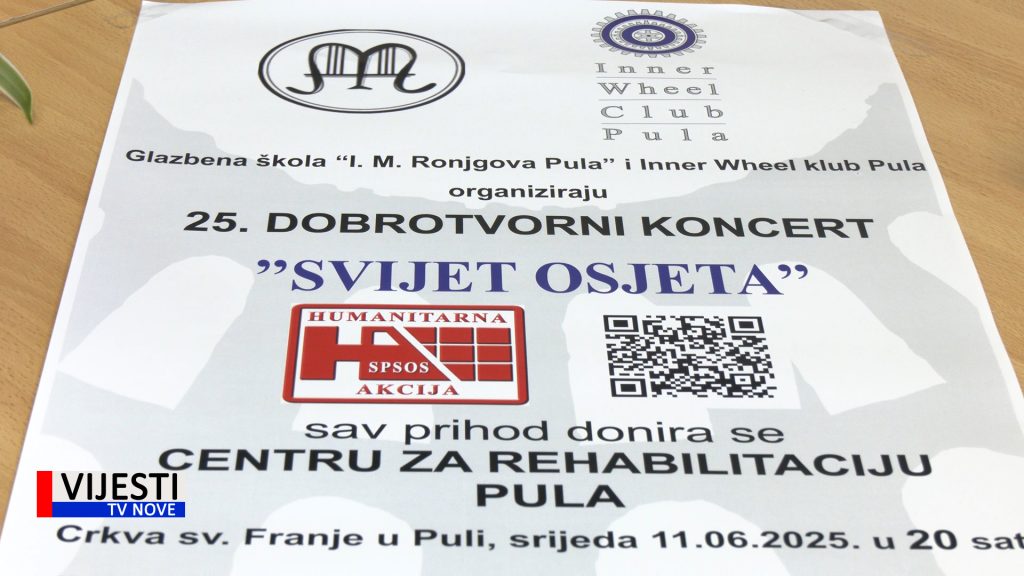 Inner
Wheel
Club
Pula
Glazbena škola “I. M. Ronjgova Pula” i Inner Wheel klub Pula
organiziraju
25. DOBROTVORNI KONCERT
”SVIJET OSJETA”
HUMANITARNA
SPSOS
AKCIJA
sav prihod donira se
CENTRU ZA REHABILITACIJU
PULA
VIJESTI
TV NOVE
Crkva sv. Franje u Puli, srijeda 11.06.2025. u 20 sat